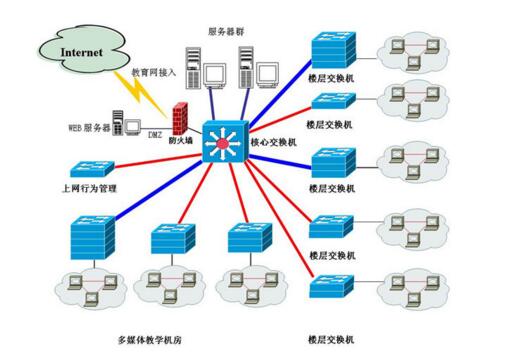 Internet
教育网接入
服务器群
WEB 服务器
DMZ
防火墙
核心交换机
上网行为管理
楼层交换机
楼层交换机
楼层交换机
楼层交换机
多媒体教学机房
楼层交换机